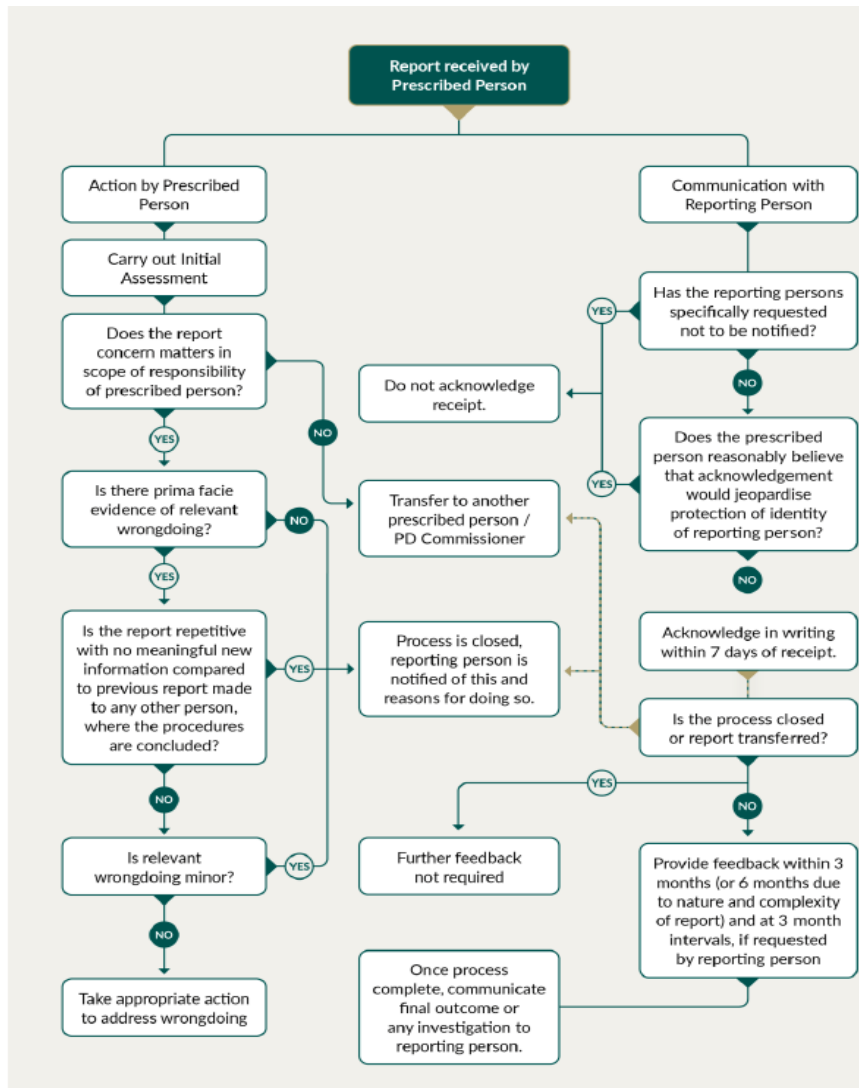 Report received by
Prescribed Person
Action by Prescribed
Person
Communication with
Reporting Person
Carry out Initial
Assessment
Does the report
concern matters in
scope of responsibility
of prescribed person?
YES
NO
Is there prima facie
evidence of relevant
wrongdoing?
NO
YES
Is the report repetitive
with no meaningful new
information compared
to previous report made
to any other person,
where the procedures
are concluded?
YES
NO
Is relevant
wrongdoing minor?
YES
NO
Take appropriate action
to address wrongdoing
Do not acknowledge
receipt.
Transfer to another
prescribed person /
PD Commissioner
Process is closed,
reporting person is
notified of this and
reasons for doing so.
Has the reporting persons
specifically requested
not to be notified?
YES
NO
Does the prescribed
person reasonably believe
that acknowledgement
would jeopardise
protection of identity
of reporting person?
YES
NO
Acknowledge in writing
within 7 days of receipt.
Is the process closed
or report transferred?
YES
NO
Further feedback
not required
Provide feedback within 3
months (or 6 months due
to nature and complexity
of report) and at 3 month
intervals, if requested
by reporting person
Once process
complete, communicate
final outcome or
any investigation to
reporting person.